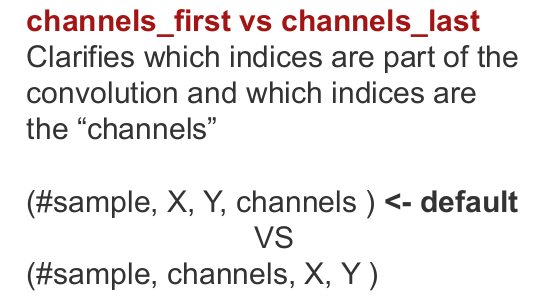 channels_first vs channels_last
Clarifies which indices are part of the
convolution and which indices are
the “channels”
(#sample, X, Y, channels ) <- default
VS
(#sample, channels, X, Y )